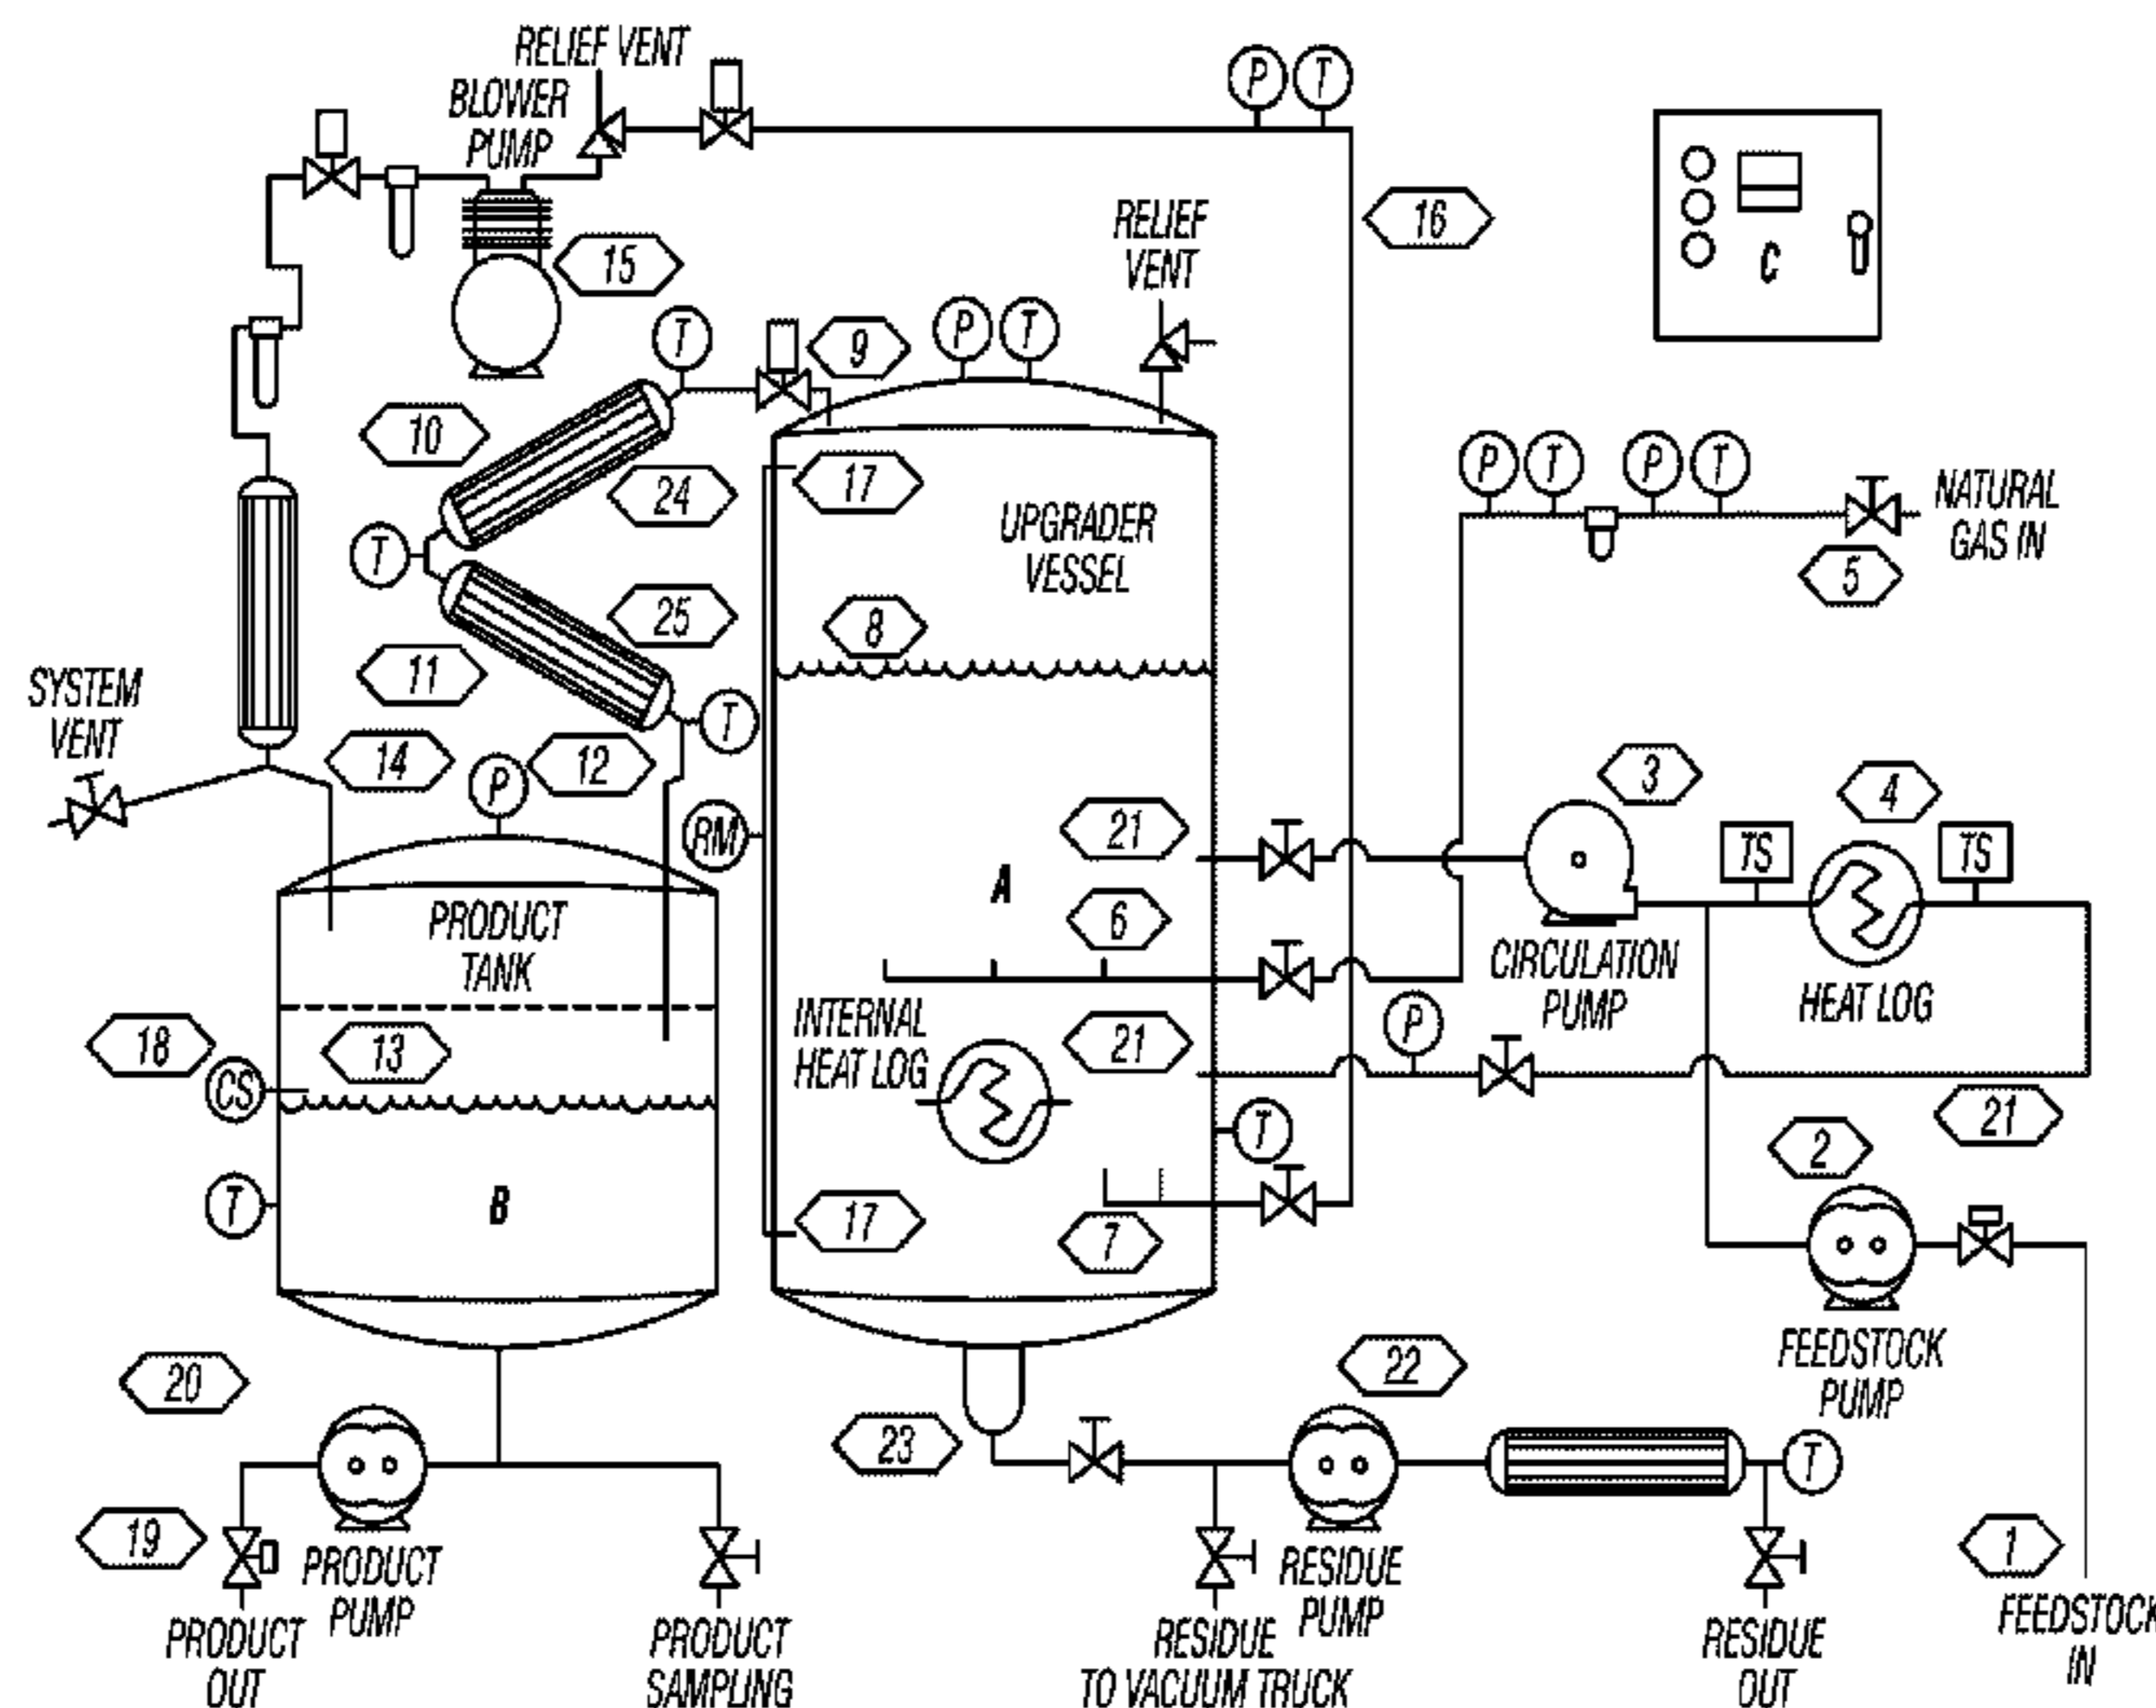 RELIEF VENT
BLOWER
PUMP
P
T
15
16
C
RELIEF
VENT
T
9
P
T
10
24
17
UPGRADER
VESSEL
P
T
P
T
NATURAL
GAS IN
5
T
25
8
11
T
SYSTEM
VENT
14
P
12
RM
21
3
4
TS
TS
A
6
PRODUCT
TANK
CIRCULATION
PUMP
HEAT LOG
18
CS
13
INTERNAL
HEAT LOG
21
P
21
T
2
T
B
17
7
FEEDSTOCK
PUMP
20
22
23
T
19
1
PRODUCT
PUMP
RESIDUE
PUMP
PRODUCT
OUT
PRODUCT
SAMPLING
RESIDUE
TO VACUUM TRUCK
RESIDUE
OUT
FEEDSTOCK
IN